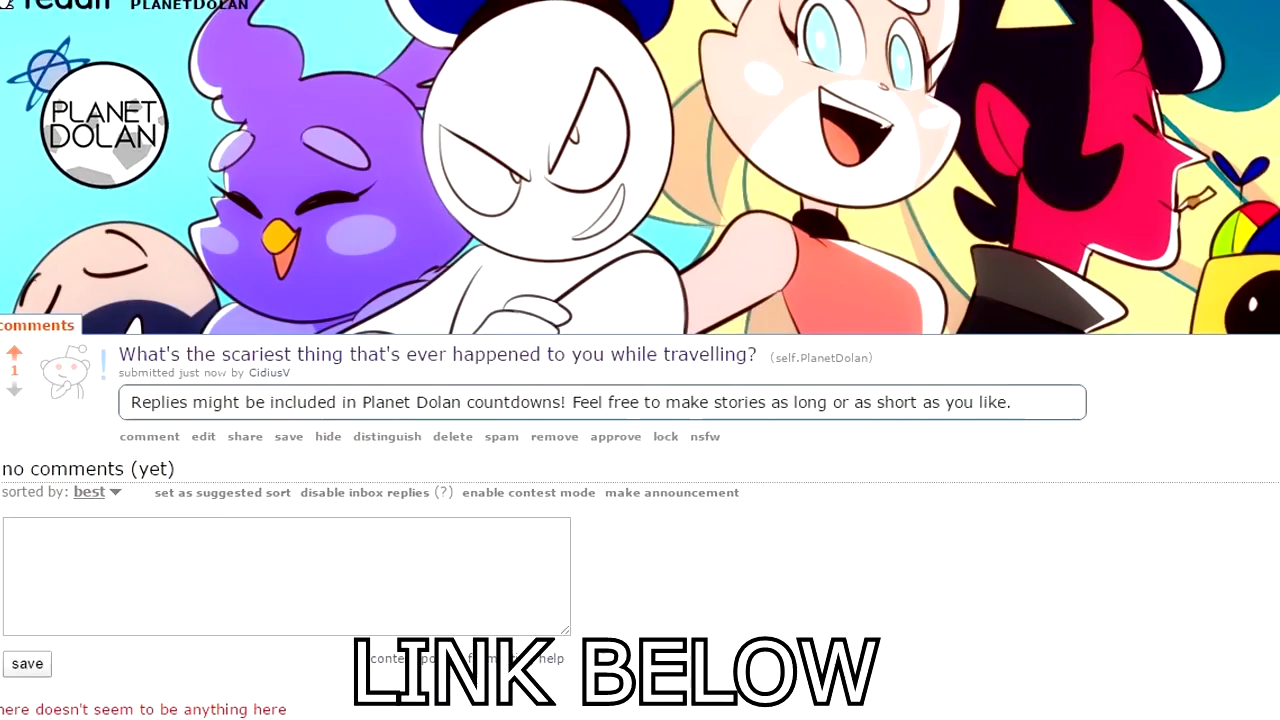 reddit PLANETDOLAN
PLANET
DOLAN
comments
1
What's the scariest thing that's ever happened to you while travelling? (self.PlanetDolan)
submitted just now by CidiusV
Replies might be included in Planet Dolan countdowns! Feel free to make stories as long or as short as you like.
comment edit share save hide distinguish delete spam remove approve lock nsfw
no comments (yet)
sorted by: best set as suggested sort disable inbox replies (?) enable contest mode make announcement
save help
LINK BELOW
here doesn't seem to be anything here